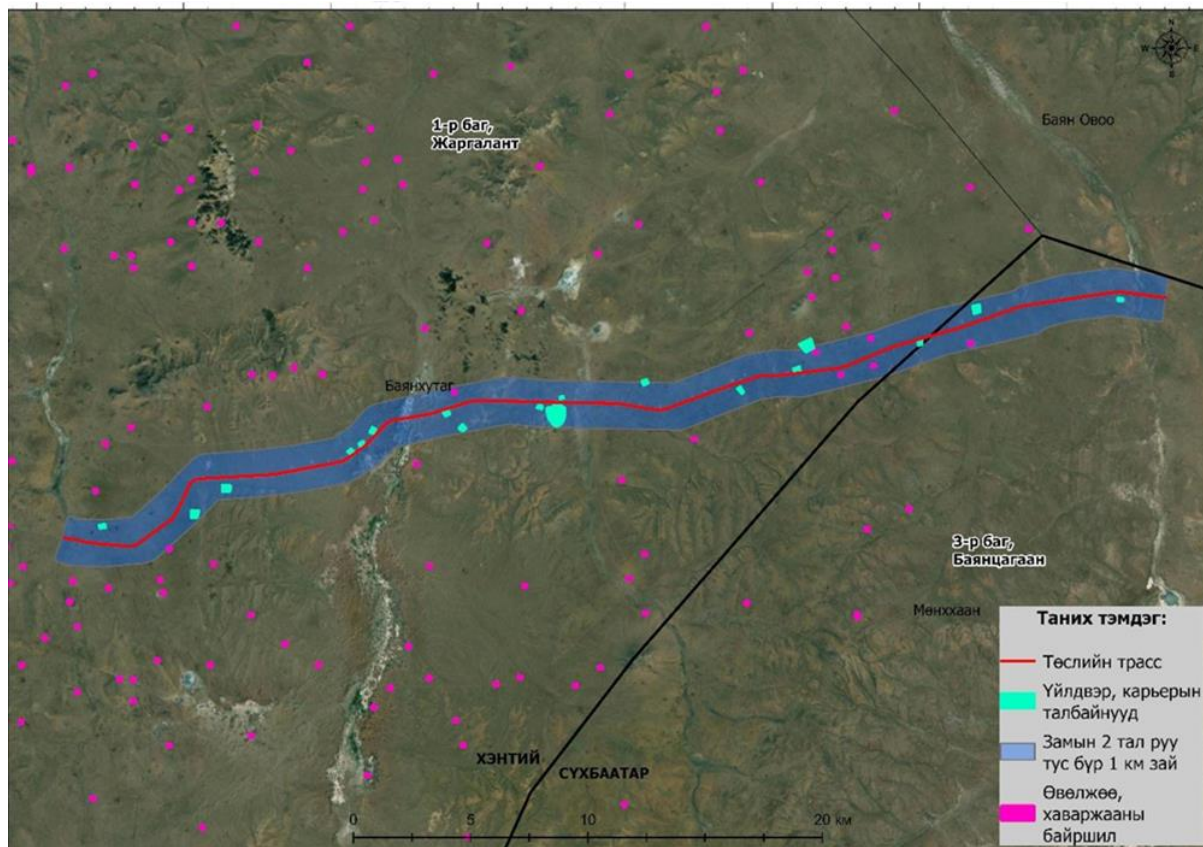 N
W E
S
Баян Овоо
1-р баг,
Жаргалант
Баянхутаг
3-р баг,
Баянцагаан
Мөнххаан
ХЭНТИЙ
СҮХБААТАР
0 5 10 20 км
Таних тэмдэг:
Төслийн трасс
Үйлдвэр, карьерын
талбайнууд
Замын 2 тал руу
тус бүр 1 км зай
Өвөлжөө,
хаваржааны
байршил